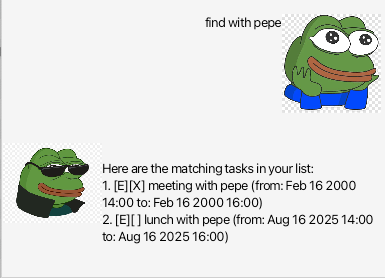 find with pepe
Here are the matching tasks in your list:
1. [E][X] meeting with pepe (from: Feb 16 2000
14:00 to: Feb 16 2000 16:00)
2. [E][ ] lunch with pepe (from: Aug 16 2025 14:00
to: Aug 16 2025 16:00)